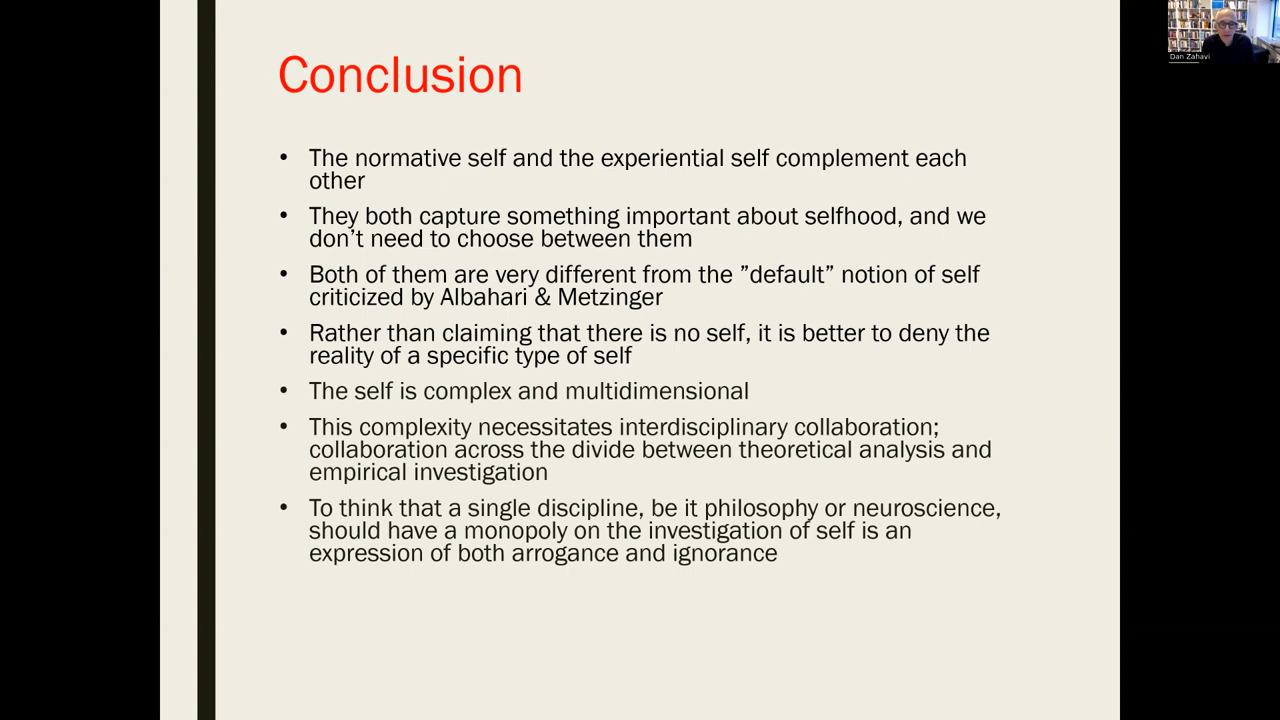 Conclusion
• The normative self and the experiential self complement each
other
• They both capture something important about selfhood, and we
don’t need to choose between them
• Both of them are very different from the ”default” notion of self
criticized by Albahari & Metzinger
• Rather than claiming that there is no self, it is better to deny the
reality of a specific type of self
• The self is complex and multidimensional
• This complexity necessitates interdisciplinary collaboration;
collaboration across the divide between theoretical analysis and
empirical investigation
• To think that a single discipline, be it philosophy or neuroscience,
should have a monopoly on the investigation of self is an
expression of both arrogance and ignorance
Dan Zahavi